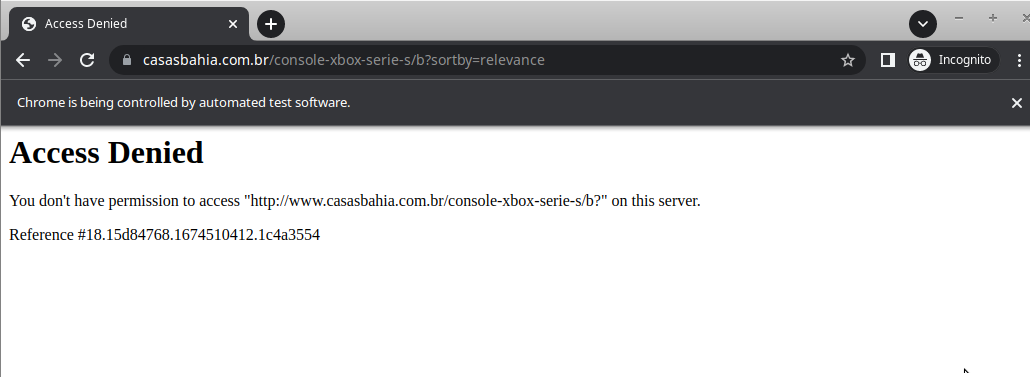 Access Denied
casasbahia.com.br/console-xbox-serie-s/b?sortby=relevance
Incognito
Chrome is being controlled by automated test software.
Access Denied
You don't have permission to access "http://www.casasbahia.com.br/console-xbox-serie-s/b?" on this server.
Reference #18.15d84768.1674510412.1c4a3554